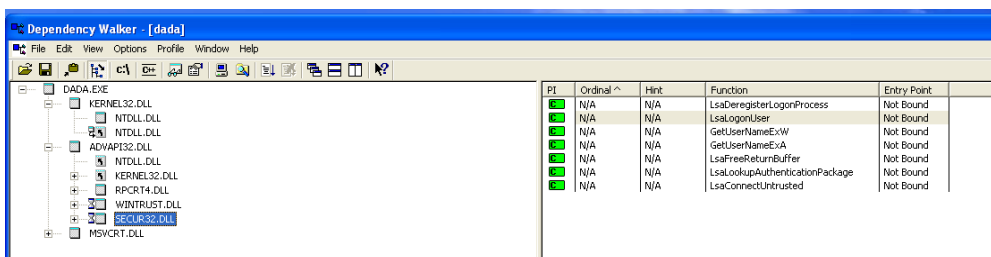 Dependency Walker - [dada]
File Edit View Options Profile Window Help
c:\ C++
DADA.EXE
KERNEL32.DLL
NTDLL.DLL
NTDLL.DLL
ADVAPI32.DLL
NTDLL.DLL
KERNEL32.DLL
RPCRT4.DLL
WINTRUST.DLL
SECUR32.DLL
MSVCRT.DLL
PI Ordinal ^ Hint Function Entry Point
C N/A N/A LsaDeregisterLogonProcess Not Bound
C N/A N/A LsaLogonUser Not Bound
C N/A N/A GetUserNameExW Not Bound
C N/A N/A GetUserNameExA Not Bound
C N/A N/A LsaFreeReturnBuffer Not Bound
C N/A N/A LsaLookupAuthenticationPackage Not Bound
C N/A N/A LsaConnectUntrusted Not Bound